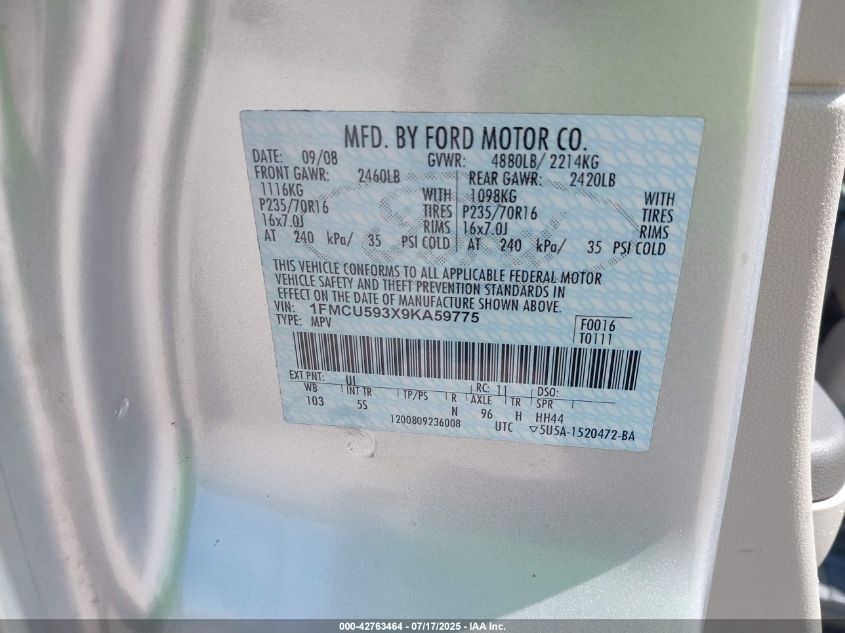 MFD. BY FORD MOTOR CO.
DATE: 09/08 GVWR: 4880LB/ 2214KG
FRONT GAWR: 2460LB REAR GAWR: 2420LB
1116KG WITH 1098KG WITH
P235/70R16 TIRES P235/70R16 TIRES
16x7.0J RIMS 16x7.0J RIMS
AT 240 kPa/ 35 PSI COLD AT 240 kPa/ 35 PSI COLD
THIS VEHICLE CONFORMS TO ALL APPLICABLE FEDERAL MOTOR
VEHICLE SAFETY AND THEFT PREVENTION STANDARDS IN
EFFECT ON THE DATE OF MANUFACTURE SHOWN ABOVE.
VIN: 1FMCU593X9KA59775
TYPE: MPV F0016
T0111
EXT PNT: UI RC: 11 DSO:
WB INT TR TP/PS R AXLE TR SPR
103 5S N 96 H HH44
1200809236008 UTC ▽5U5A-1520472-BA
000-42763464 - 07/17/2025 - IAA Inc.